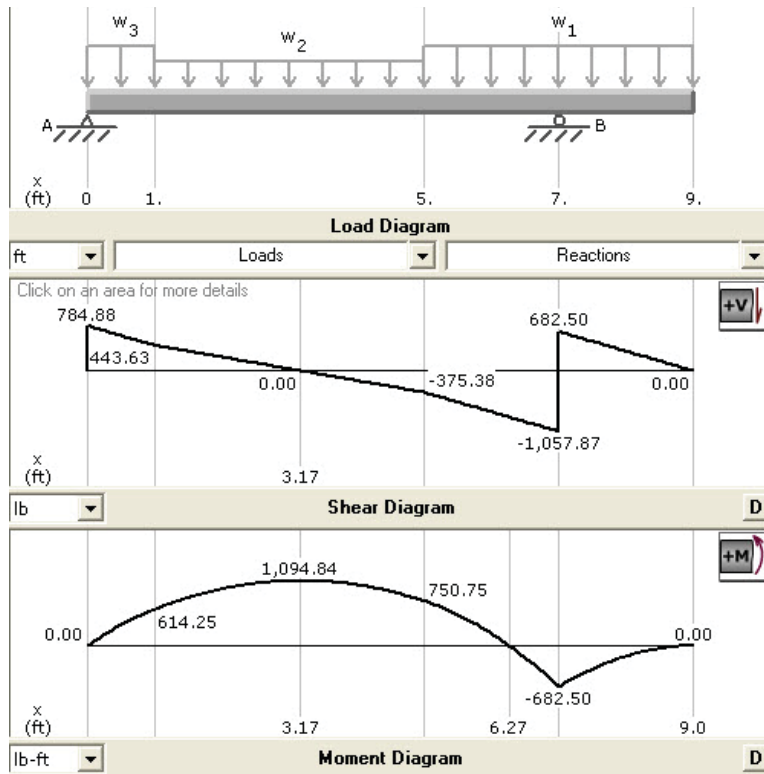 w3 w2 w1
A B
x
(ft) 0 1. 5. 7. 9.
Load Diagram
ft Loads Reactions
Click on an area for more details
+V
784.88 682.50
443.63 0.00 -375.38 0.00
-1,057.87
x
(ft) 3.17
lb Shear Diagram D
+M
1,094.84
750.75
614.25
0.00 0.00
-682.50
x
(ft) 3.17 6.27 9.0
lb-ft Moment Diagram D